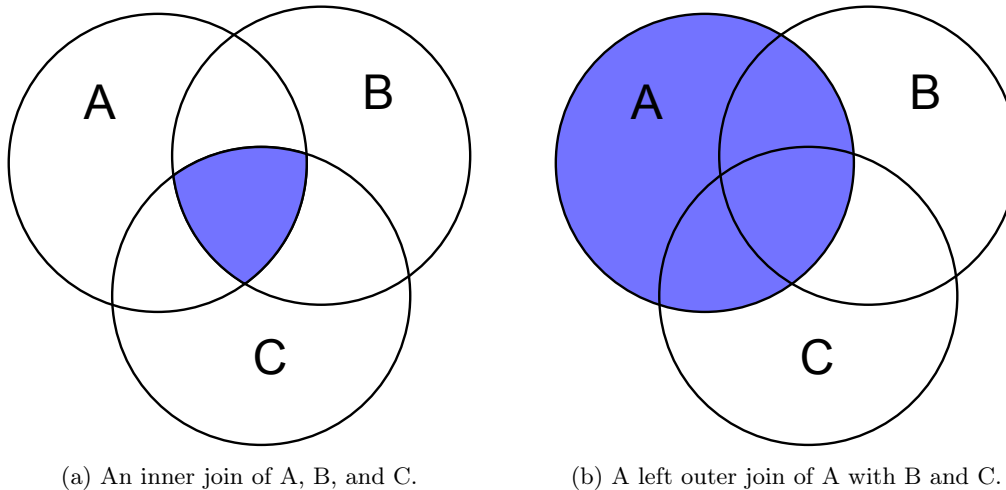 A
B
C
(a) An inner join of A, B, and C.
A
B
C
(b) A left outer join of A with B and C.